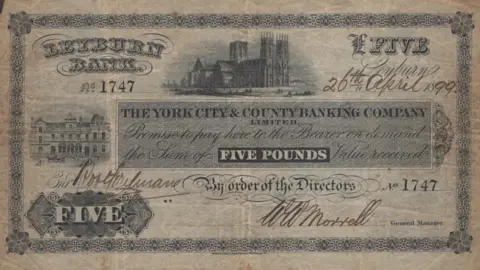 LEYBURN BANK.
£ FIVE
Leyburn
No 1747
26th April 1899
THE YORK CITY & COUNTY BANKING COMPANY
LIMITED,
Promise to pay here to the Bearer on demand
the Sum of FIVE POUNDS Value received
By order of the Directors
No 1747
FIVE
W W Morrell
General Manager